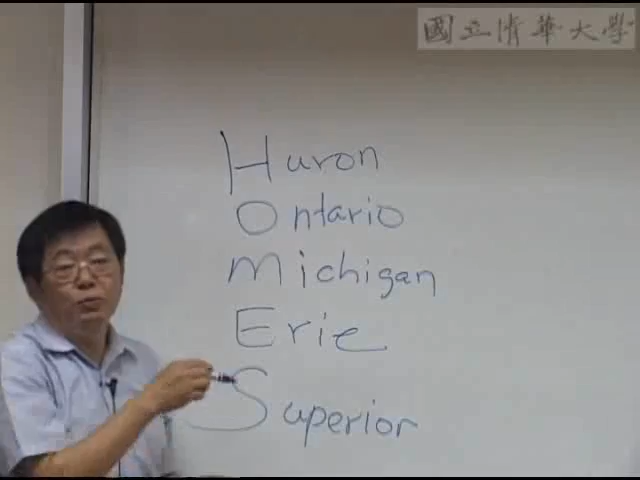 國立清華大學
Huron
Ontario
Michigan
Erie
Superior